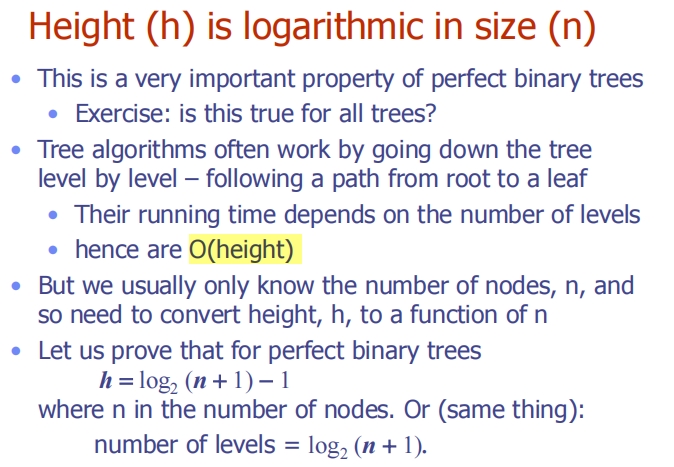 Height (h) is logarithmic in size (n)
• This is a very important property of perfect binary trees
• Exercise: is this true for all trees?
• Tree algorithms often work by going down the tree
level by level – following a path from root to a leaf
• Their running time depends on the number of levels
• hence are O(height)
• But we usually only know the number of nodes, n, and
so need to convert height, h, to a function of n
• Let us prove that for perfect binary trees
h = log₂ (n + 1) – 1
where n in the number of nodes. Or (same thing):
number of levels = log₂ (n + 1).